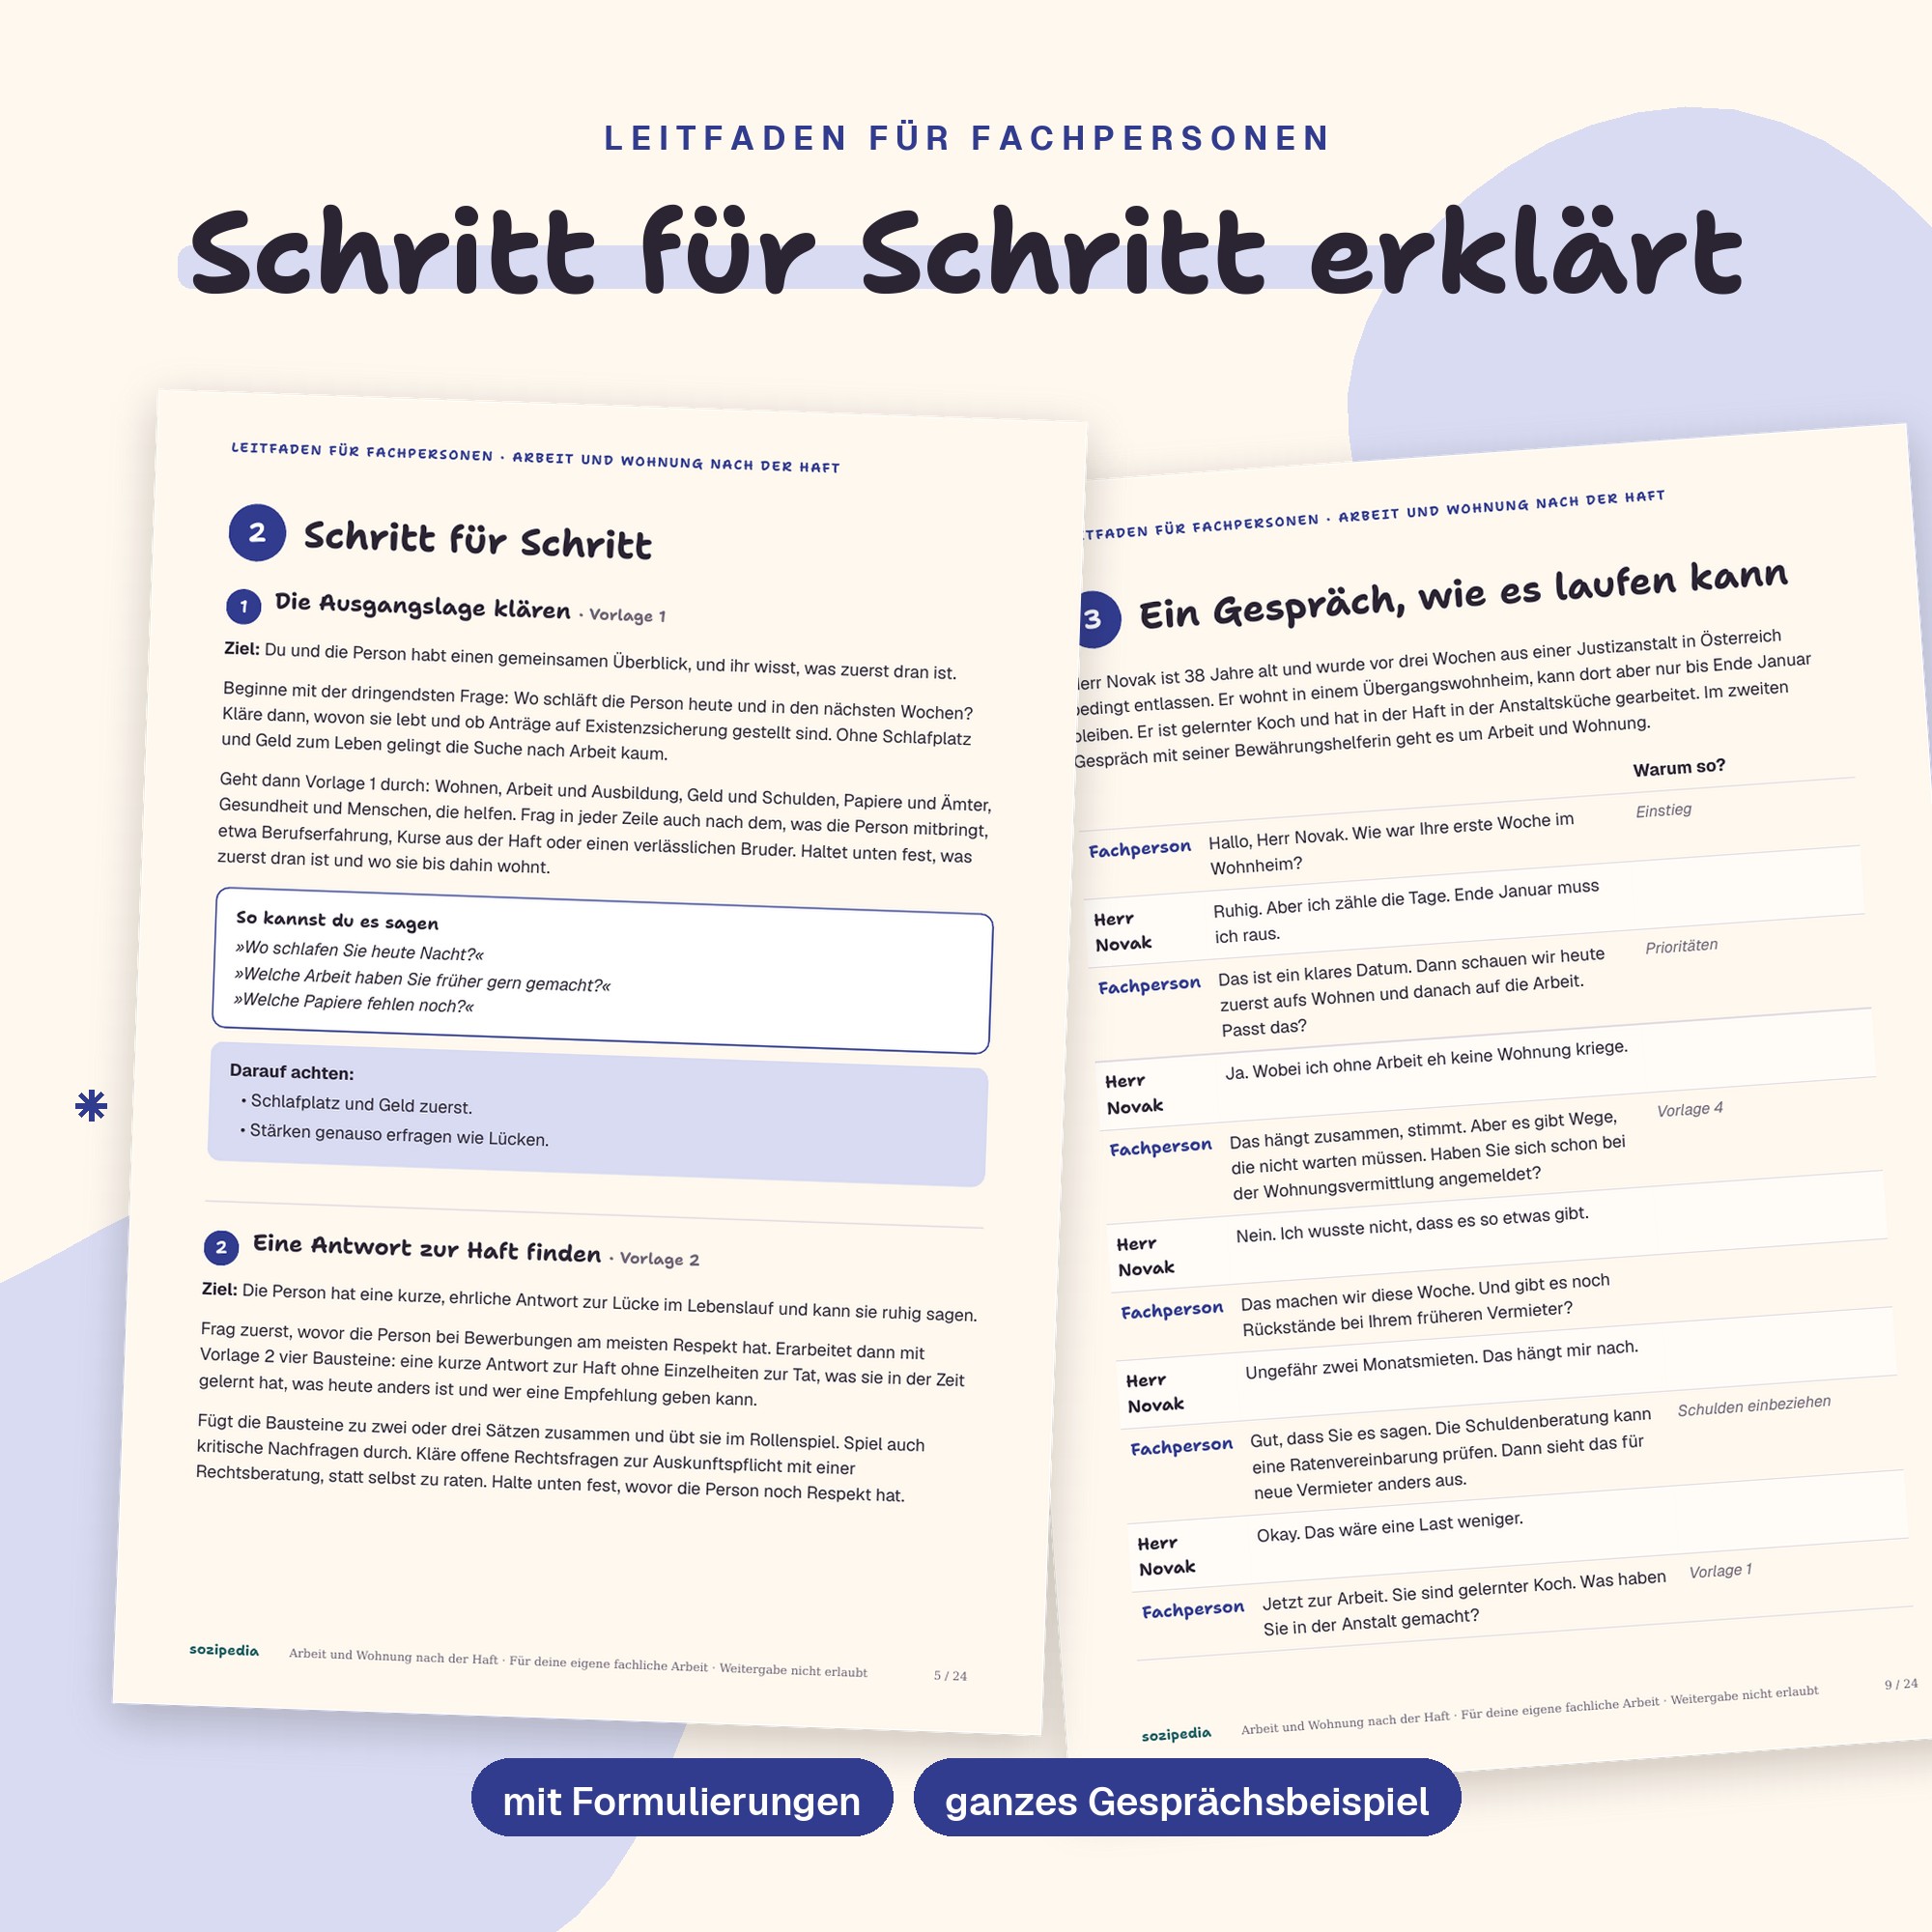 LEITFADEN FÜR FACHPERSONEN
Schritt für Schritt erklärt
LEITFADEN FÜR FACHPERSONEN · ARBEIT UND WOHNUNG NACH DER HAFT
2 Schritt für Schritt
1 Die Ausgangslage klären · Vorlage 1
Ziel: Du und die Person habt einen gemeinsamen Überblick, und ihr wisst, was zuerst dran ist.
Beginne mit der dringendsten Frage: Wo schläft die Person heute und in den nächsten Wochen?
Kläre dann, wovon sie lebt und ob Anträge auf Existenzsicherung gestellt sind. Ohne Schlafplatz
und Geld zum Leben gelingt die Suche nach Arbeit kaum.
Geht dann Vorlage 1 durch: Wohnen, Arbeit und Ausbildung, Geld und Schulden, Papiere und Ämter,
Gesundheit und Menschen, die helfen. Frag in jeder Zeile auch nach dem, was die Person mitbringt,
etwa Berufserfahrung, Kurse aus der Haft oder einen verlässlichen Bruder. Haltet unten fest, was
zuerst dran ist und wo sie bis dahin wohnt.
So kannst du es sagen
»Wo schlafen Sie heute Nacht?«
»Welche Arbeit haben Sie früher gern gemacht?«
»Welche Papiere fehlen noch?«
Darauf achten:
• Schlafplatz und Geld zuerst.
• Stärken genauso erfragen wie Lücken.
2 Eine Antwort zur Haft finden · Vorlage 2
Ziel: Die Person hat eine kurze, ehrliche Antwort zur Lücke im Lebenslauf und kann sie ruhig sagen.
Frag zuerst, wovor die Person bei Bewerbungen am meisten Respekt hat. Erarbeitet dann mit
Vorlage 2 vier Bausteine: eine kurze Antwort zur Haft ohne Einzelheiten zur Tat, was sie in der Zeit
gelernt hat, was heute anders ist und wer eine Empfehlung geben kann.
Fügt die Bausteine zu zwei oder drei Sätzen zusammen und übt sie im Rollenspiel. Spiel auch
kritische Nachfragen durch. Kläre offene Rechtsfragen zur Auskunftspflicht mit einer
Rechtsberatung, statt selbst zu raten. Halte unten fest, wovor die Person noch Respekt hat.
sozipedia Arbeit und Wohnung nach der Haft · Für deine eigene fachliche Arbeit · Weitergabe nicht erlaubt 5 / 24
FÜR FACHPERSONEN · ARBEIT UND WOHNUNG NACH DER HAFT
3 Ein Gespräch, wie es laufen kann
Novak ist 38 Jahre alt und wurde vor drei Wochen aus einer Justizanstalt in Österreich
bedingt entlassen. Er wohnt in einem Übergangswohnheim, kann dort aber nur bis Ende Januar
bleiben. Er ist gelernter Koch und hat in der Haft in der Anstaltsküche gearbeitet. Im zweiten
Gespräch mit seiner Bewährungshelferin geht es um Arbeit und Wohnung.
Warum so?
Fachperson Hallo, Herr Novak. Wie war Ihre erste Woche im Einstieg
Wohnheim?
Herr Ruhig. Aber ich zähle die Tage. Ende Januar muss
Novak ich raus.
Fachperson Das ist ein klares Datum. Dann schauen wir heute Prioritäten
zuerst aufs Wohnen und danach auf die Arbeit.
Passt das?
Herr Ja. Wobei ich ohne Arbeit eh keine Wohnung kriege.
Novak
Fachperson Das hängt zusammen, stimmt. Aber es gibt Wege, Vorlage 4
die nicht warten müssen. Haben Sie sich schon bei
der Wohnungsvermittlung angemeldet?
Herr Nein. Ich wusste nicht, dass es so etwas gibt.
Novak
Fachperson Das machen wir diese Woche. Und gibt es noch
Rückstände bei Ihrem früheren Vermieter?
Herr Ungefähr zwei Monatsmieten. Das hängt mir nach.
Novak
Fachperson Gut, dass Sie es sagen. Die Schuldenberatung kann Schulden einbeziehen
eine Ratenvereinbarung prüfen. Dann sieht das für
neue Vermieter anders aus.
Herr Okay. Das wäre eine Last weniger.
Novak
Fachperson Jetzt zur Arbeit. Sie sind gelernter Koch. Was haben Vorlage 1
Sie in der Anstalt gemacht?
sozipedia Arbeit und Wohnung nach der Haft · Für deine eigene fachliche Arbeit · Weitergabe nicht erlaubt 9 / 24
mit Formulierungen
ganzes Gesprächsbeispiel